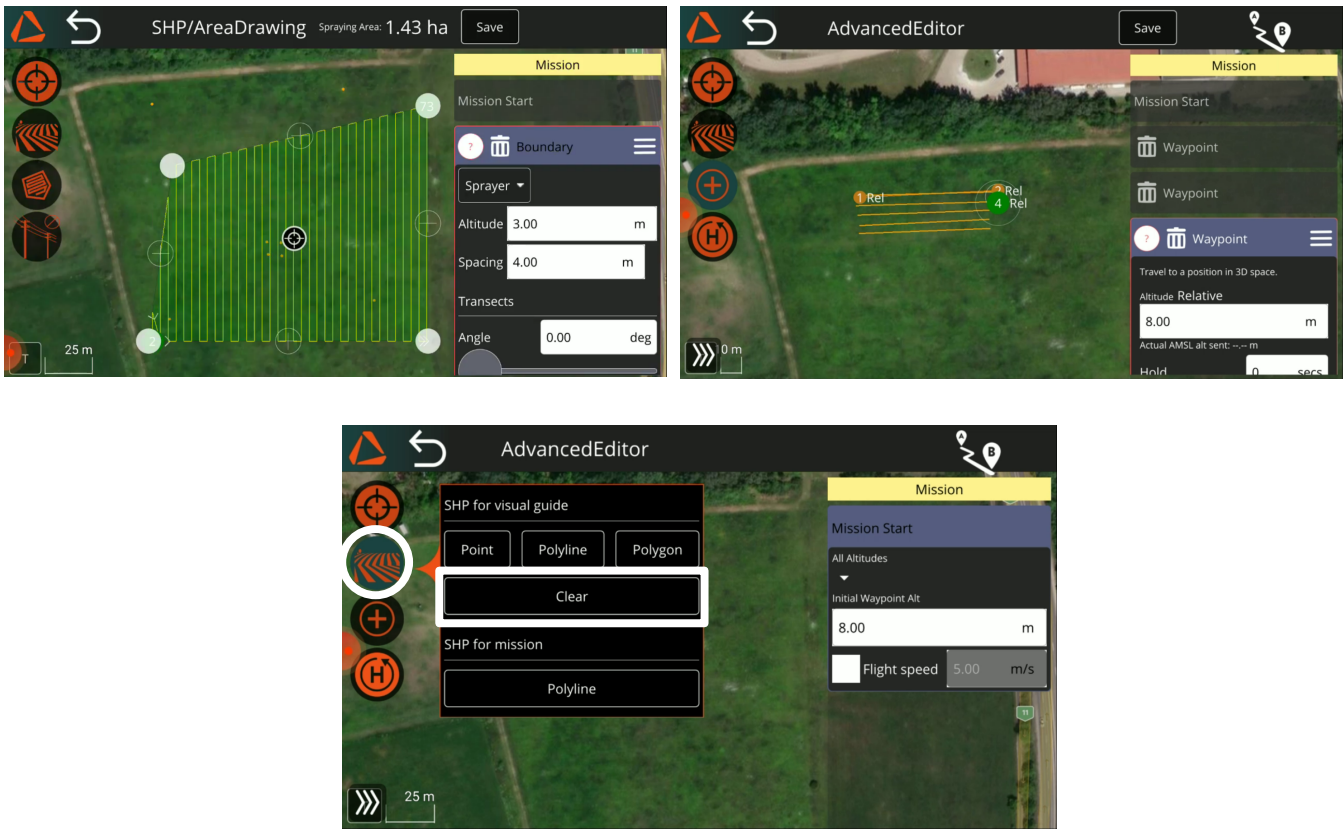 SHP/AreaDrawing Spraying Area: 1.43 ha Save
Mission
Mission Start
? Boundary
Sprayer
Altitude 3.00 m
Spacing 4.00 m
Transects
Angle 0.00 deg
73
2
T 25 m
AdvancedEditor Save A B
Mission
Mission Start
Waypoint
Waypoint
? Waypoint
Travel to a position in 3D space.
Altitude Relative
8.00 m
Actual AMSL alt sent: --.-- m
Hold 0 secs
1 Rel
2 Rel
4 Rel
H
0 m
AdvancedEditor A B
SHP for visual guide
Point Polyline Polygon
Clear
SHP for mission
Polyline
Mission
Mission Start
All Altitudes
Initial Waypoint Alt
8.00 m
Flight speed 5.00 m/s
H
11
25 m